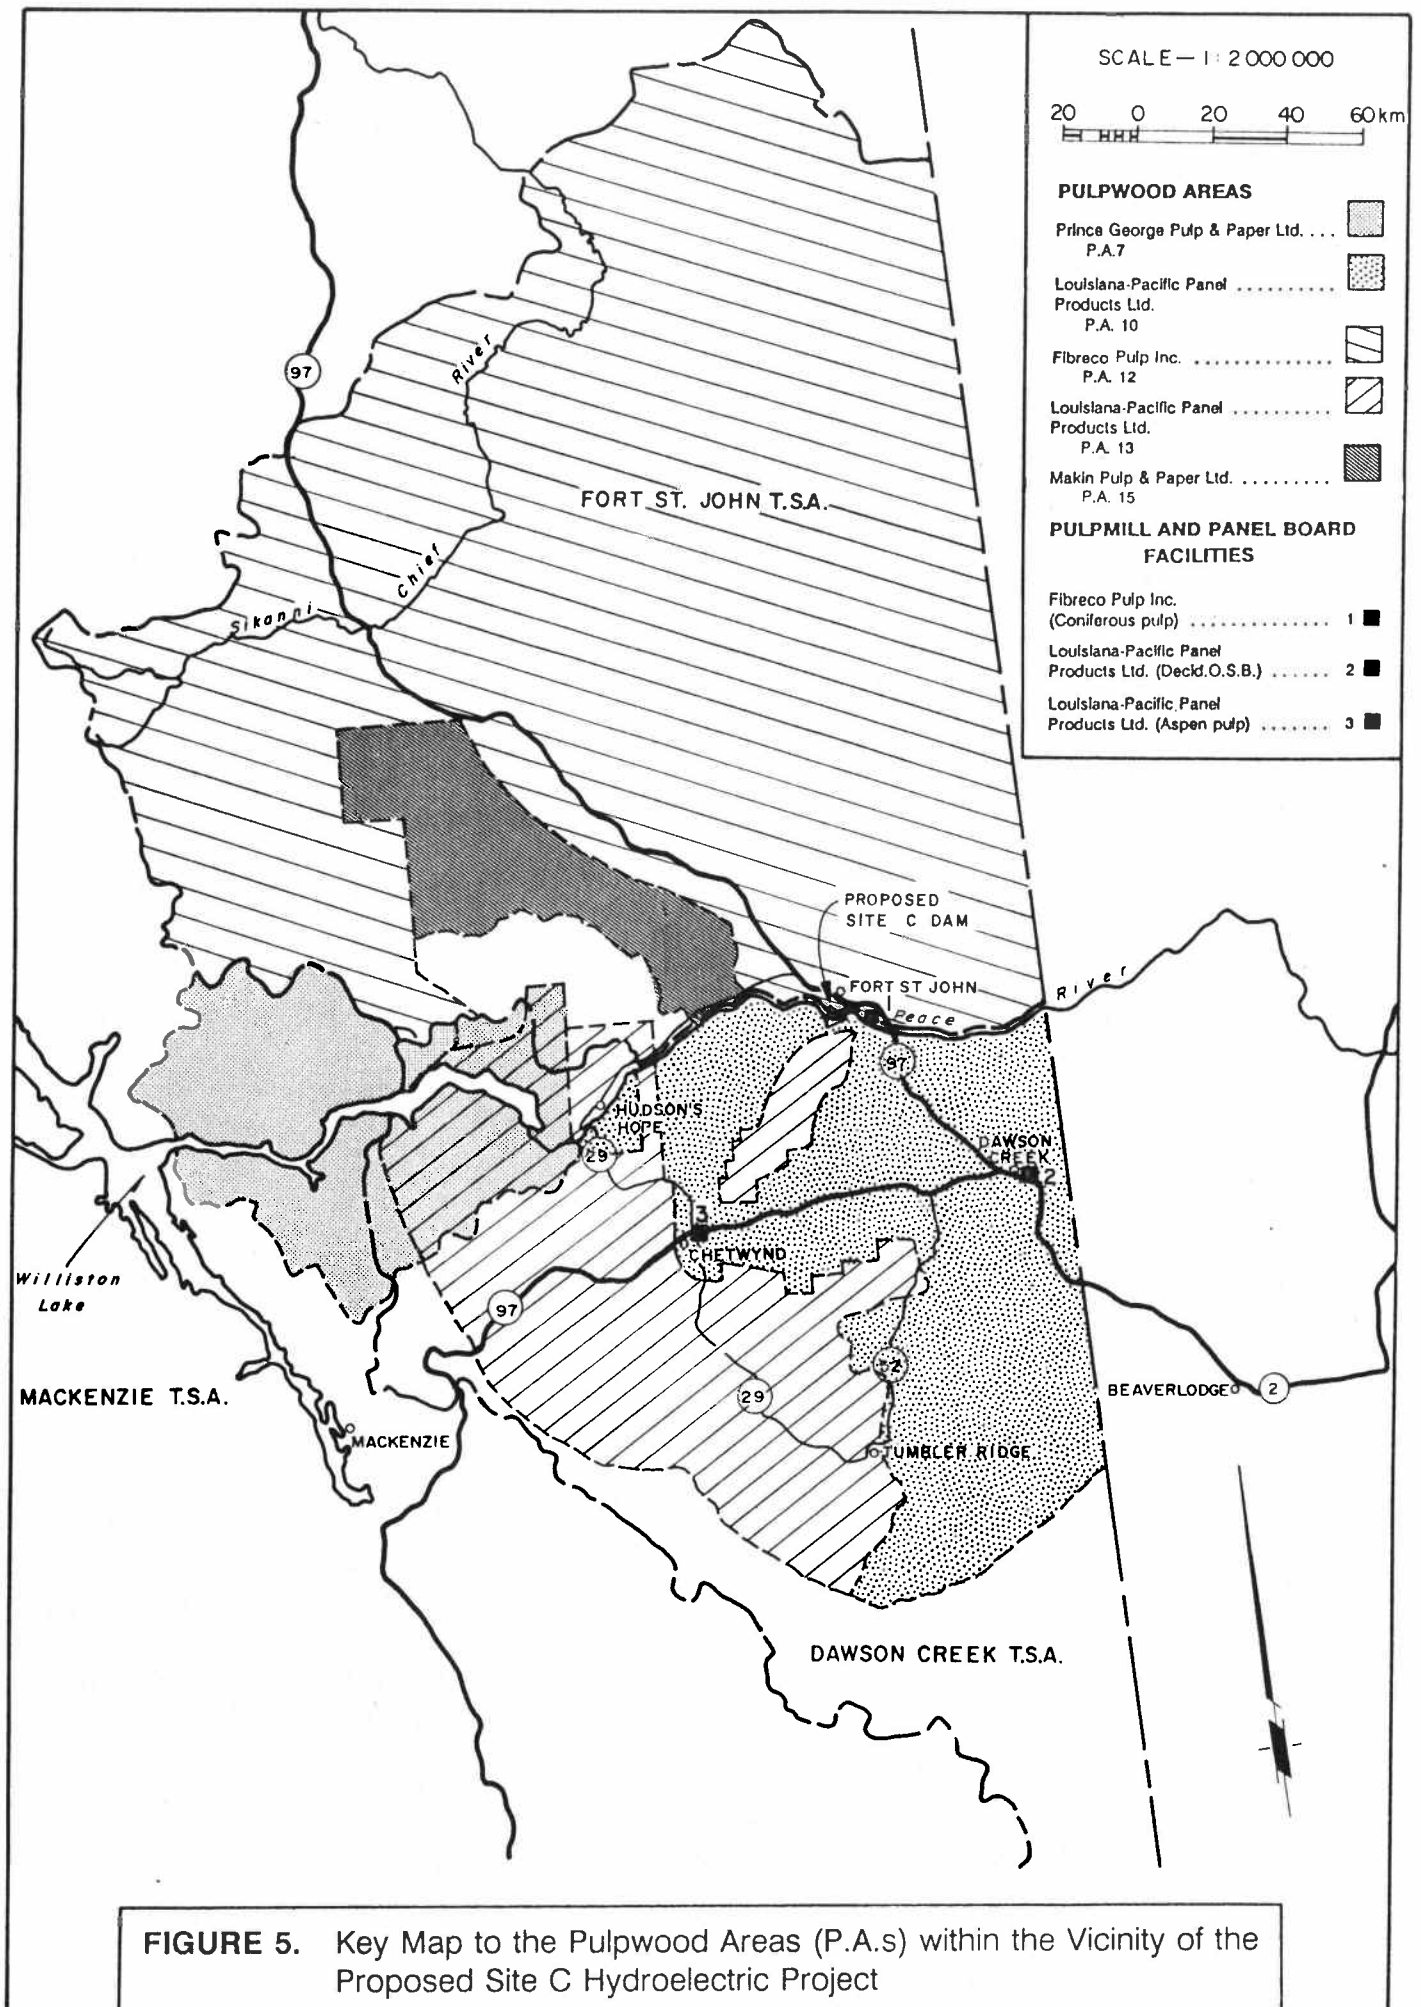 SCALE — 1 : 2 000 000
20 0 20 40 60 km
PULPWOOD AREAS
Prince George Pulp & Paper Ltd. ....
P.A.7
Louisiana-Pacific Panel ..........
Products Ltd.
P.A. 10
Fibreco Pulp Inc. ..............
P.A. 12
Louisiana-Pacific Panel ..........
Products Ltd.
P.A. 13
Makin Pulp & Paper Ltd. .........
P.A. 15
PULPMILL AND PANEL BOARD
FACILITIES
Fibreco Pulp Inc.
(Coniferous pulp) .............. 1
Louisiana-Pacific Panel
Products Ltd. (Decid.O.S.B.) ...... 2
Louisiana-Pacific Panel
Products Ltd. (Aspen pulp) ....... 3
97
River
FORT ST. JOHN T.S.A.
Chief
Sikanni
PROPOSED
SITE C DAM
FORT ST JOHN
1
Peace
River
97
HUDSON'S
HOPE
29
DAWSON
CREEK
2
3
CHETWYND
Williston
Lake
97
2
29
BEAVERLODGE
2
MACKENZIE T.S.A.
MACKENZIE
TUMBLER RIDGE
DAWSON CREEK T.S.A.
FIGURE 5. Key Map to the Pulpwood Areas (P.A.s) within the Vicinity of the
Proposed Site C Hydroelectric Project